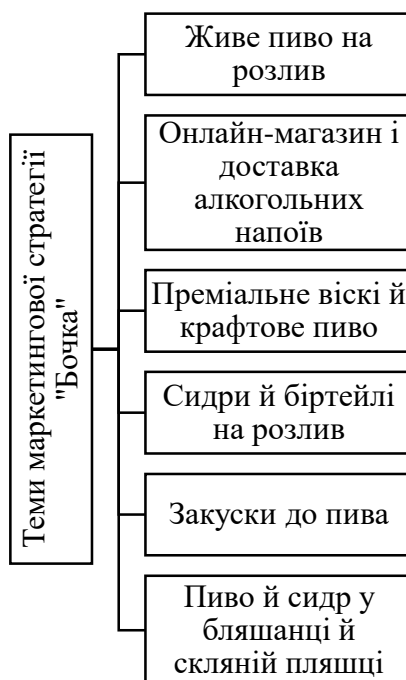 Теми маркетингової стратегії
"Бочка"
Живе пиво на
розлив
Онлайн-магазин і
доставка
алкогольних
напоїв
Преміальне віскі й
крафтове пиво
Сидри й біртейлі
на розлив
Закуски до пива
Пиво й сидр у
бляшанці й
скляній пляшці